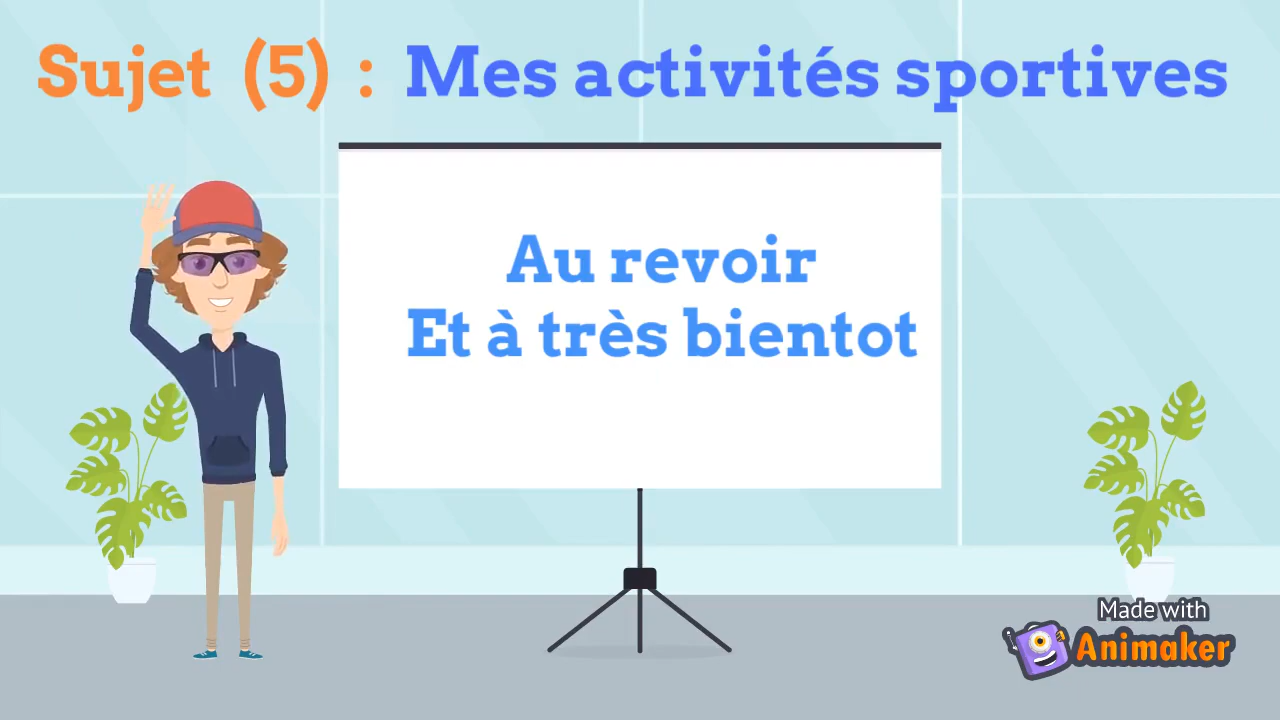 Sujet (5) : Mes activités sportives
Au revoir
Et à très bientot
Made with
Animaker